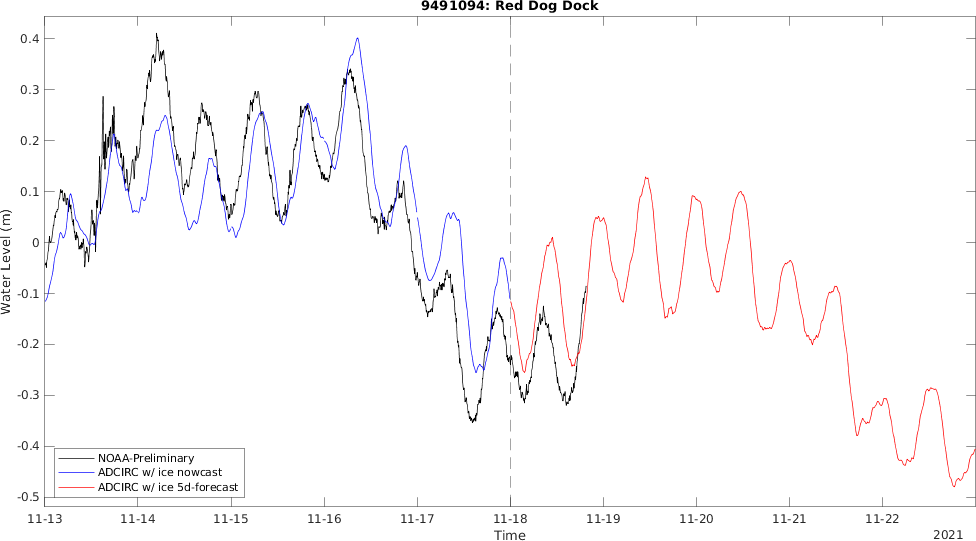 9491094: Red Dog Dock
Water Level (m)
0.4
0.3
0.2
0.1
0
-0.1
-0.2
-0.3
-0.4
-0.5
NOAA-Preliminary
ADCIRC w/ ice nowcast
ADCIRC w/ ice 5d-forecast
11-13 11-14 11-15 11-16 11-17 11-18 11-19 11-20 11-21 11-22
Time
2021